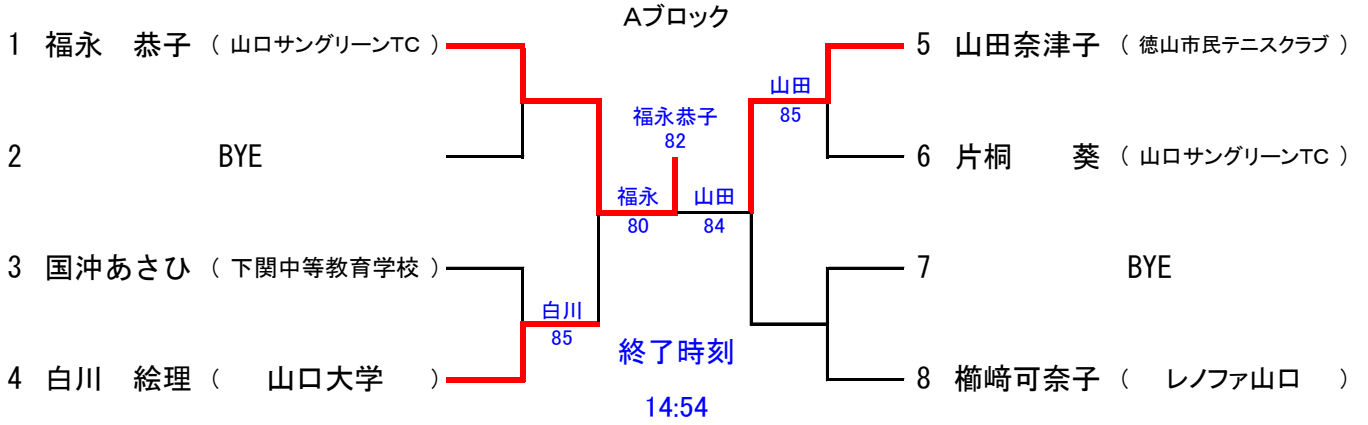 Aブロック
1 福永 恭子 ( 山口サングリーンTC )
5 山田奈津子 ( 徳山市民テニスクラブ )
山田
85
福永恭子
82
2 BYE
6 片桐 葵 ( 山口サングリーンTC )
福永 山田
80 84
3 国沖あさひ ( 下関中等教育学校 )
7 BYE
白川
85
終了時刻
4 白川 絵理 ( 山口大学 )
8 櫛﨑可奈子 ( レノファ山口 )
14:54